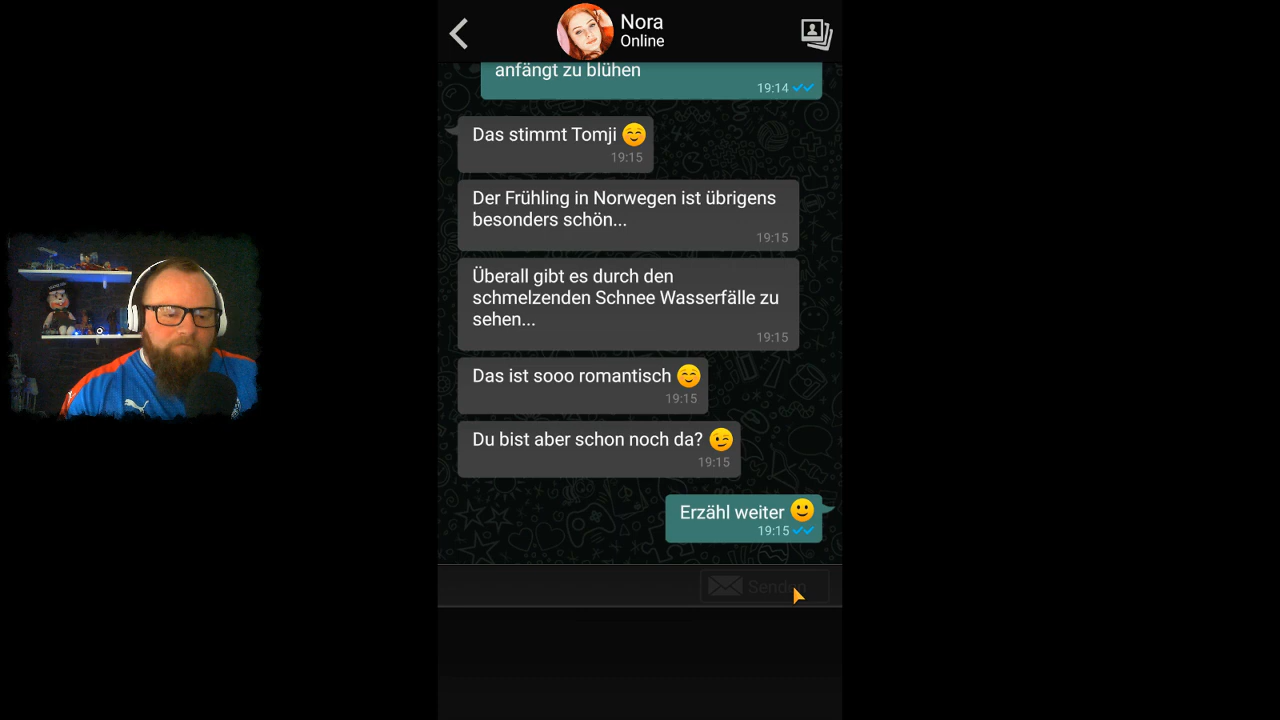 Nora
Online
anfängt zu blühen
19:14
Das stimmt Tomji 😊
19:15
Der Frühling in Norwegen ist übrigens
besonders schön...
19:15
Überall gibt es durch den
schmelzenden Schnee Wasserfälle zu
sehen...
19:15
Das ist sooo romantisch 😊
19:15
Du bist aber schon noch da? 😉
19:15
Erzähl weiter 🙂
19:15
Senden